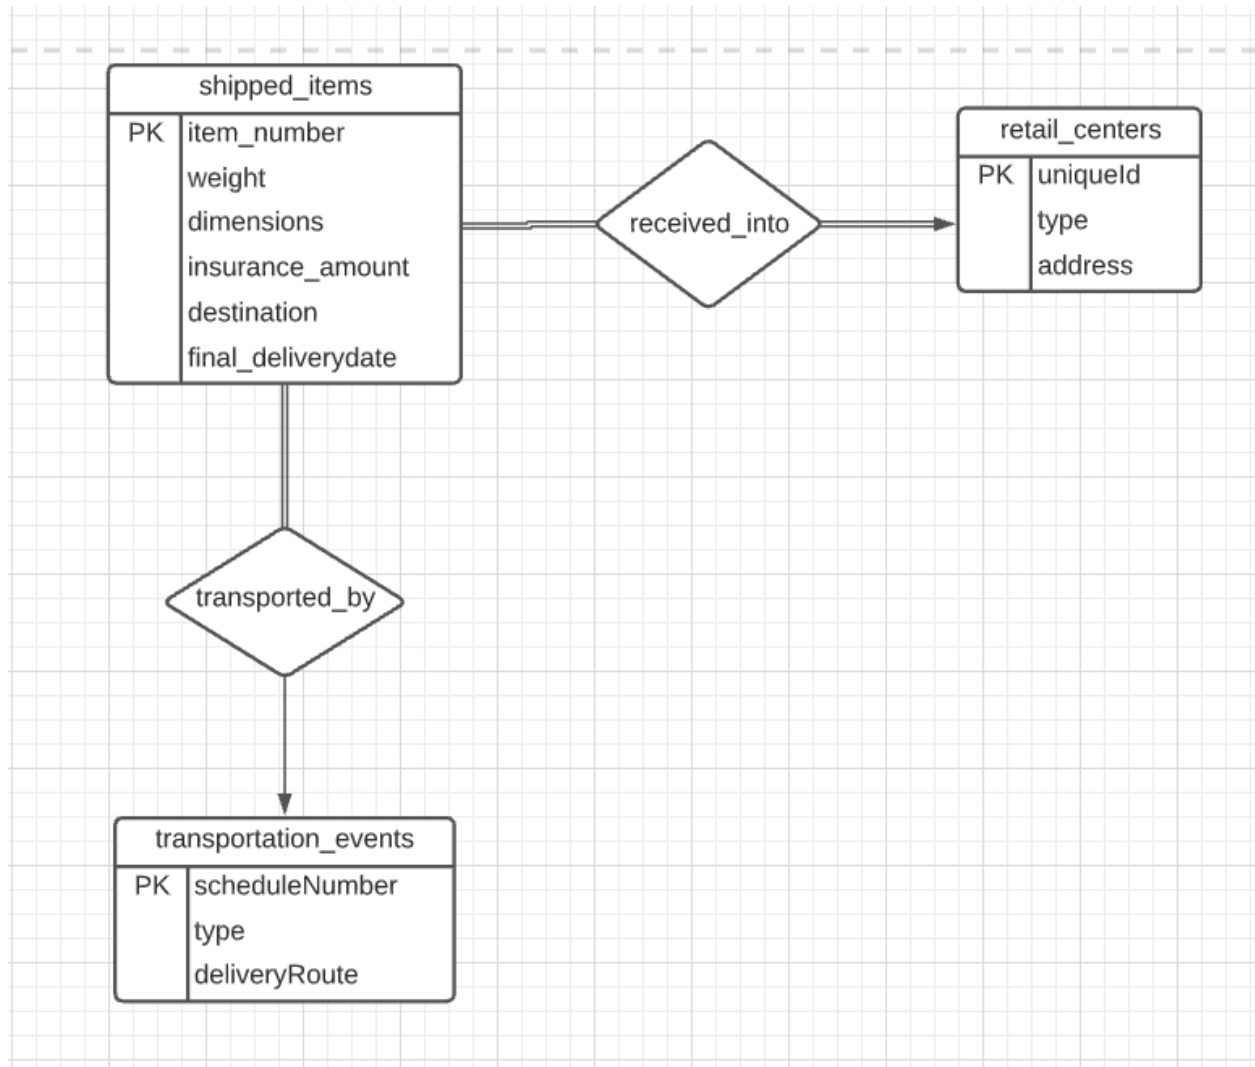 shipped_items
PK item_number
weight
dimensions
insurance_amount
destination
final_deliverydate
received_into
retail_centers
PK uniqueId
type
address
transported_by
transportation_events
PK scheduleNumber
type
deliveryRoute